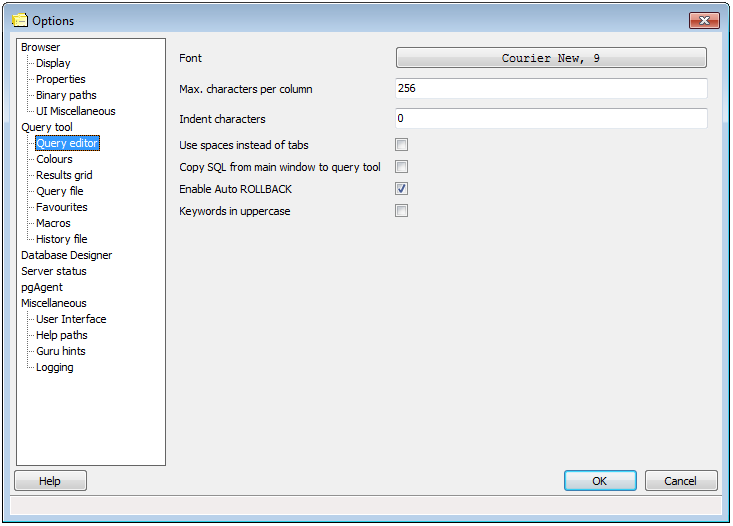 Options
Browser
Display
Properties
Binary paths
UI Miscellaneous
Query tool
Query editor
Colours
Results grid
Query file
Favourites
Macros
History file
Database Designer
Server status
pgAgent
Miscellaneous
User Interface
Help paths
Guru hints
Logging
Font Courier New, 9
Max. characters per column 256
Indent characters 0
Use spaces instead of tabs
Copy SQL from main window to query tool
Enable Auto ROLLBACK
Keywords in uppercase
Help OK Cancel